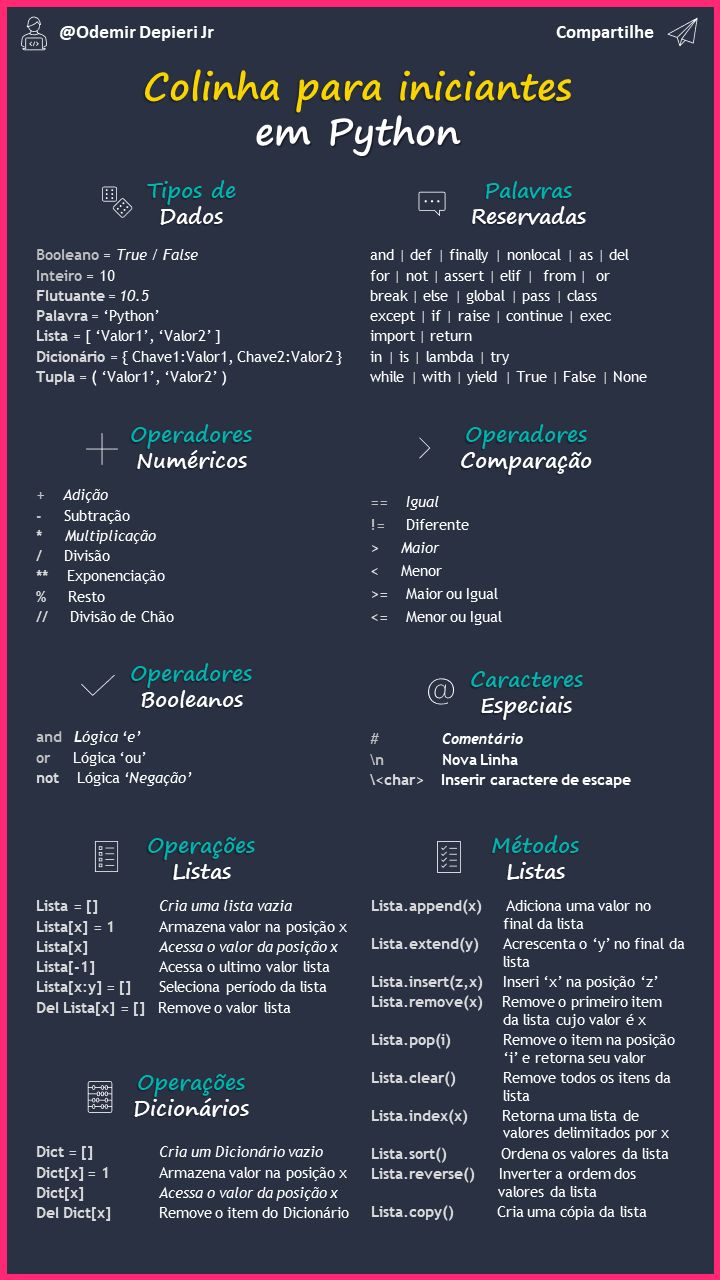 @Odemir Depieri Jr
Compartilhe
Colinha para iniciantes
em Python
Tipos de
Dados
Booleano = True / False
Inteiro = 10
Flutuante = 10.5
Palavra = ‘Python’
Lista = [ ‘Valor1’, ‘Valor2’ ]
Dicionário = { Chave1:Valor1, Chave2:Valor2 }
Tupla = ( ‘Valor1’, ‘Valor2’ )
Palavras
Reservadas
and | def | finally | nonlocal | as | del
for | not | assert | elif | from | or
break | else | global | pass | class
except | if | raise | continue | exec
import | return
in | is | lambda | try
while | with | yield | True | False | None
Operadores
Numéricos
+ Adição
- Subtração
* Multiplicação
/ Divisão
** Exponenciação
% Resto
// Divisão de Chão
Operadores
Comparação
== Igual
!= Diferente
> Maior
< Menor
>= Maior ou Igual
<= Menor ou Igual
Operadores
Booleanos
and Lógica ‘e’
or Lógica ‘ou’
not Lógica ‘Negação’
Caracteres
Especiais
# Comentário
\n Nova Linha
\<char> Inserir caractere de escape
Operações
Listas
Lista = [] Cria uma lista vazia
Lista[x] = 1 Armazena valor na posição x
Lista[x] Acessa o valor da posição x
Lista[-1] Acessa o ultimo valor lista
Lista[x:y] = [] Seleciona período da lista
Del Lista[x] = [] Remove o valor lista
Métodos
Listas
Lista.append(x) Adiciona uma valor no
final da lista
Lista.extend(y) Acrescenta o ‘y’ no final da
lista
Lista.insert(z,x) Inseri ‘x’ na posição ‘z’
Lista.remove(x) Remove o primeiro item
da lista cujo valor é x
Lista.pop(i) Remove o item na posição
‘i’ e retorna seu valor
Lista.clear() Remove todos os itens da
lista
Lista.index(x) Retorna uma lista de
valores delimitados por x
Lista.sort() Ordena os valores da lista
Lista.reverse() Inverter a ordem dos
valores da lista
Lista.copy() Cria uma cópia da lista
Operações
Dicionários
Dict = [] Cria um Dicionário vazio
Dict[x] = 1 Armazena valor na posição x
Dict[x] Acessa o valor da posição x
Del Dict[x] Remove o item do Dicionário